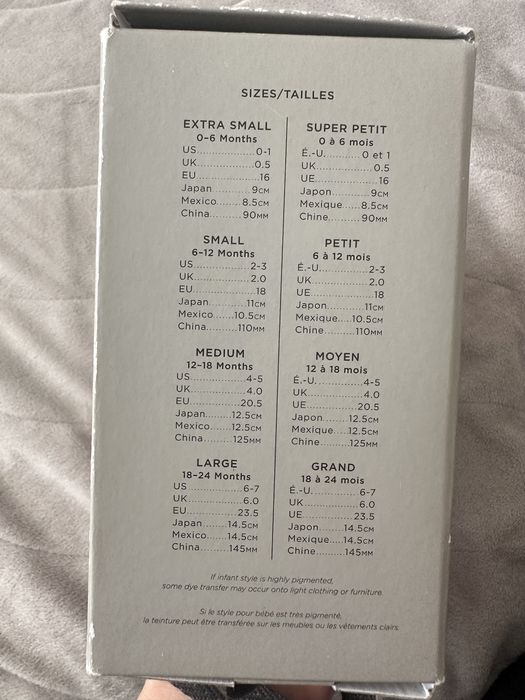 SIZES/TAILLES
EXTRA SMALL
0–6 Months
US....................0-1
UK....................0.5
EU.....................16
Japan.............9CM
Mexico.......8.5CM
China...........90MM
SMALL
6–12 Months
US....................2-3
UK....................2.0
EU.....................18
Japan.............11CM
Mexico.....10.5CM
China..........110MM
MEDIUM
12–18 Months
US....................4-5
UK....................4.0
EU..................20.5
Japan........12.5CM
Mexico......12.5CM
China.........125MM
LARGE
18–24 Months
US....................6-7
UK....................6.0
EU..................23.5
Japan........14.5CM
Mexico......14.5CM
China.........145MM
SUPER PETIT
0 à 6 mois
É.-U...........0 et 1
UK....................0.5
UE.....................16
Japon.............9CM
Mexique......8.5CM
Chine...........90MM
PETIT
6 à 12 mois
É.-U................2-3
UK....................2.0
UE.....................18
Japon.............11CM
Mexique....10.5CM
Chine..........110MM
MOYEN
12 à 18 mois
É.-U................4-5
UK....................4.0
UE..................20.5
Japon........12.5CM
Mexique....12.5CM
Chine.........125MM
GRAND
18 à 24 mois
É.-U................6-7
UK....................6.0
UE..................23.5
Japon........14.5CM
Mexique....14.5CM
Chine.........145MM
If infant style is highly pigmented,
some dye transfer may occur onto light clothing or furniture.
Si le style pour bébé est très pigmenté,
la teinture peut être transférée sur les meubles ou les vêtements clairs.